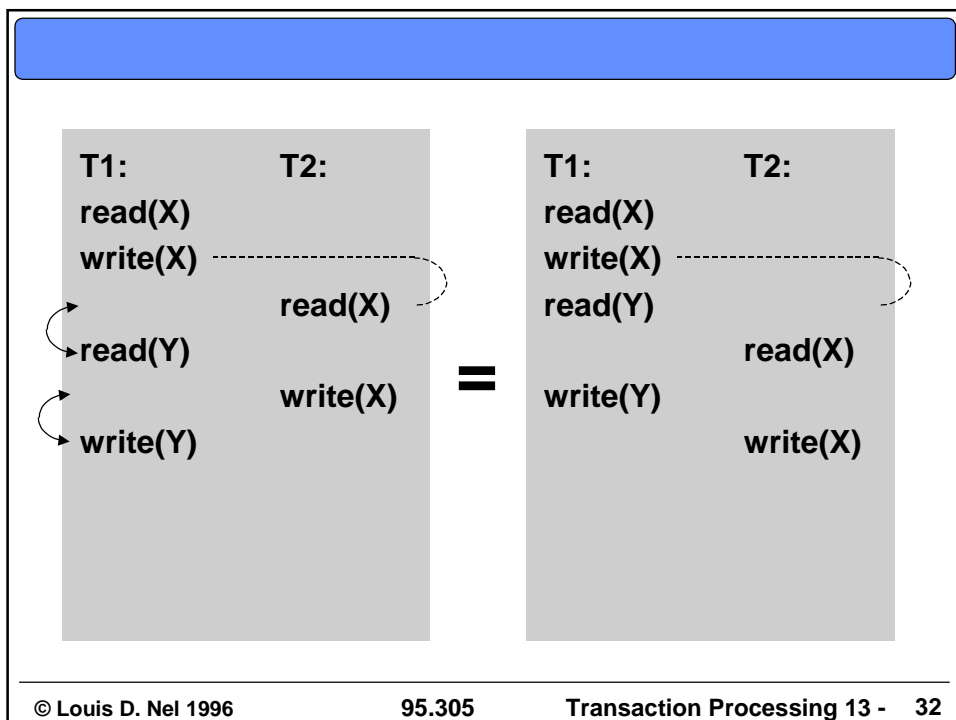 T1: T2:
read(X)
write(X)
read(X)
read(Y)
write(X)
write(Y)
=
T1: T2:
read(X)
write(X)
read(Y)
read(X)
write(Y)
write(X)
© Louis D. Nel 1996 95.305 Transaction Processing 13 - 32